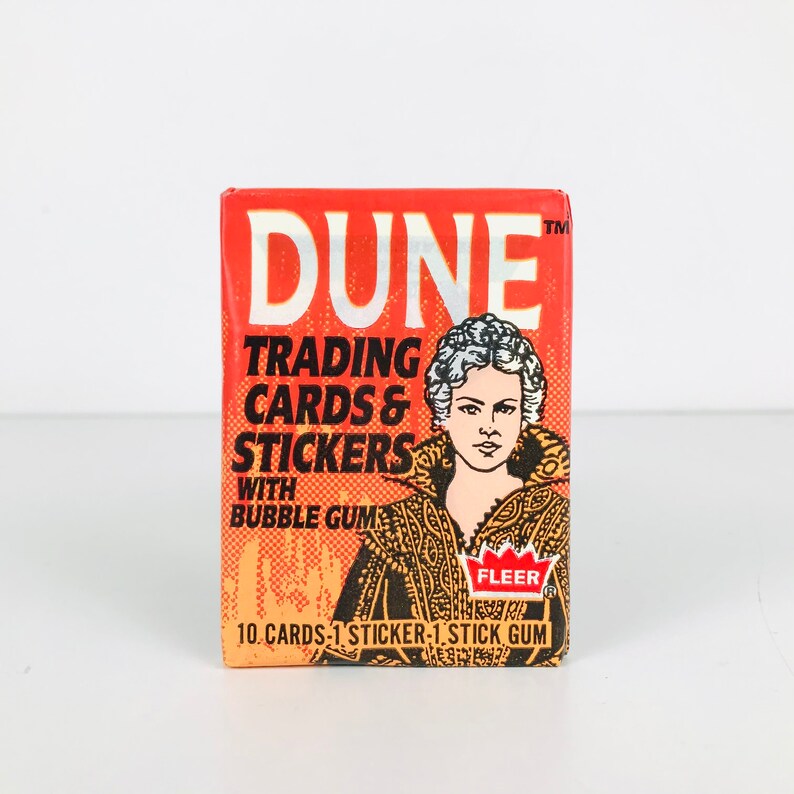 DUNE™
TRADING
CARDS &
STICKERS
WITH
BUBBLE GUM
FLEER®
10 CARDS-1 STICKER-1 STICK GUM